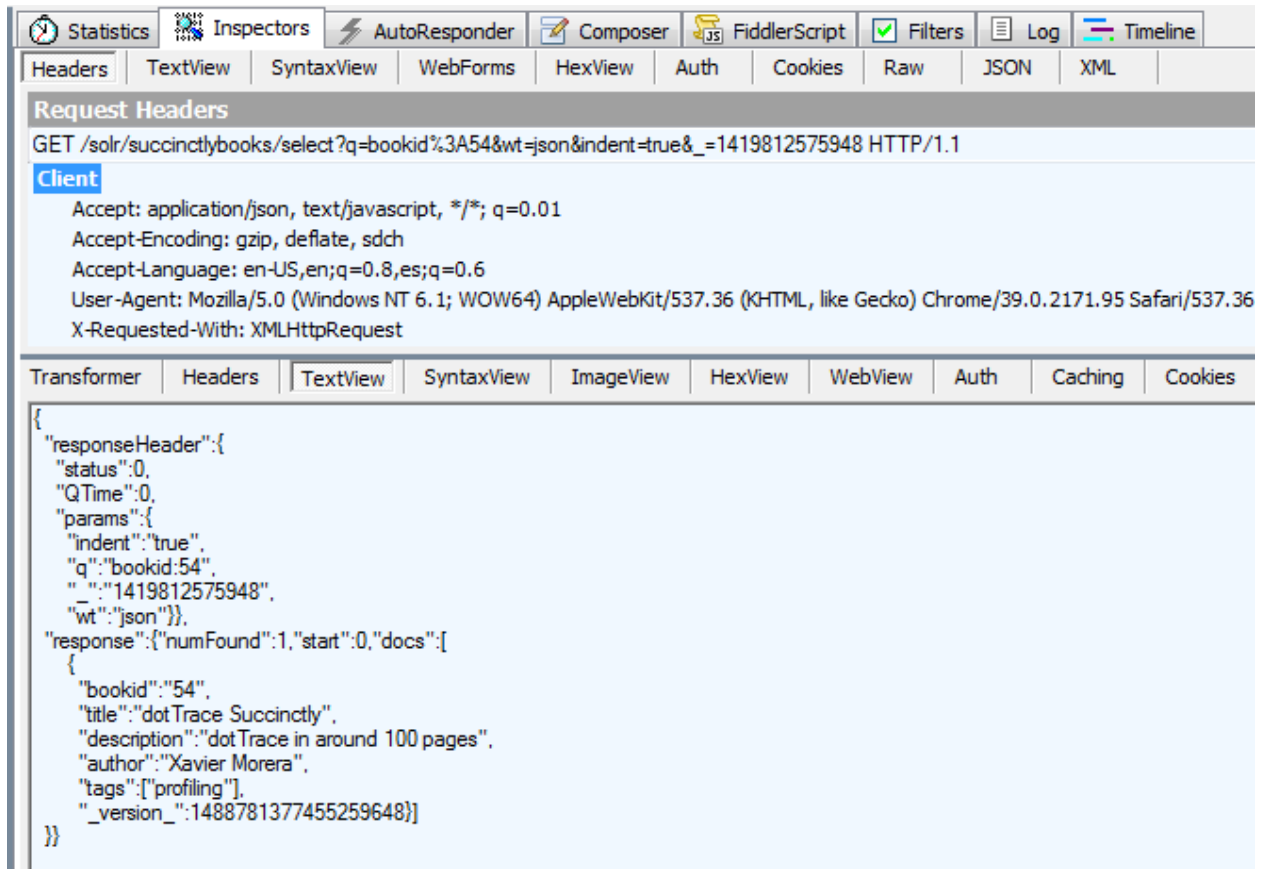 Statistics Inspectors AutoResponder Composer FiddlerScript Filters Log Timeline
Headers TextView SyntaxView WebForms HexView Auth Cookies Raw JSON XML
Request Headers
GET /solr/succinctlybooks/select?q=bookid%3A54&wt=json&indent=true&_=1419812575948 HTTP/1.1
Client
Accept: application/json, text/javascript, */*; q=0.01
Accept-Encoding: gzip, deflate, sdch
Accept-Language: en-US,en;q=0.8,es;q=0.6
User-Agent: Mozilla/5.0 (Windows NT 6.1; WOW64) AppleWebKit/537.36 (KHTML, like Gecko) Chrome/39.0.2171.95 Safari/537.36
X-Requested-With: XMLHttpRequest
Transformer Headers TextView SyntaxView ImageView HexView WebView Auth Caching Cookies
{
"responseHeader":{
"status":0,
"QTime":0,
"params":{
"indent":"true",
"q":"bookid:54",
"_":"1419812575948",
"wt":"json"}},
"response":{"numFound":1,"start":0,"docs":[
{
"bookid":"54",
"title":"dotTrace Succinctly",
"description":"dotTrace in around 100 pages",
"author":"Xavier Morera",
"tags":["profiling"],
"_version_":1488781377455259648}]
}}